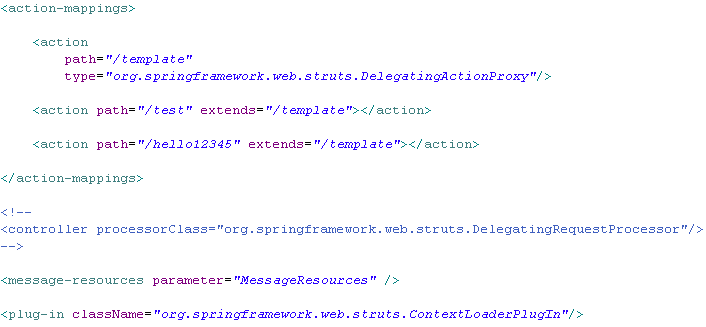 <action-mappings>
<action
path="/template"
type="org.springframework.web.struts.DelegatingActionProxy"/>
<action path="/test" extends="/template"></action>
<action path="/hello12345" extends="/template"></action>
</action-mappings>
<!--
<controller processorClass="org.springframework.web.struts.DelegatingRequestProcessor"/>
-->
<message-resources parameter="MessageResources" />
<plug-in className="org.springframework.web.struts.ContextLoaderPlugIn"/>